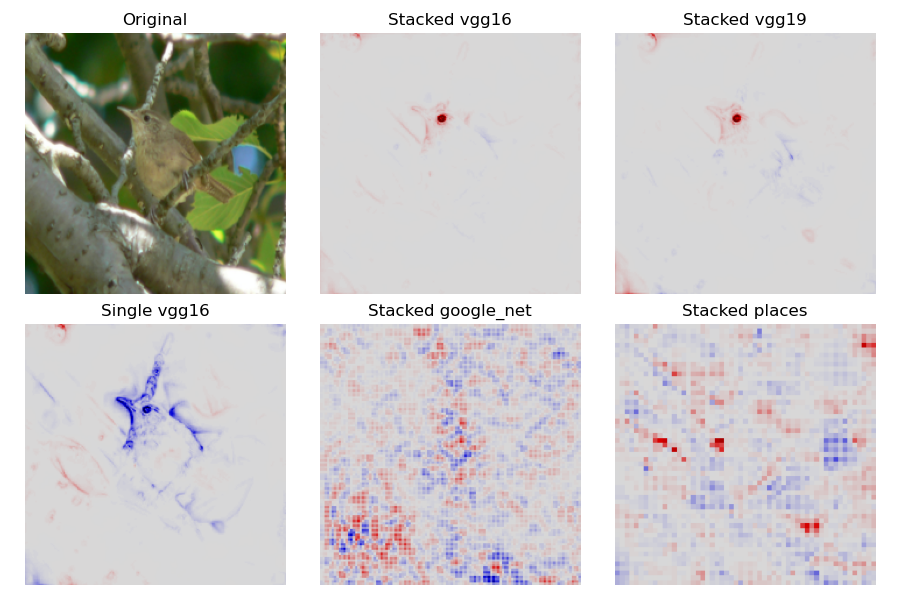 Original
Stacked vgg16
Stacked vgg19
Single vgg16
Stacked google_net
Stacked places